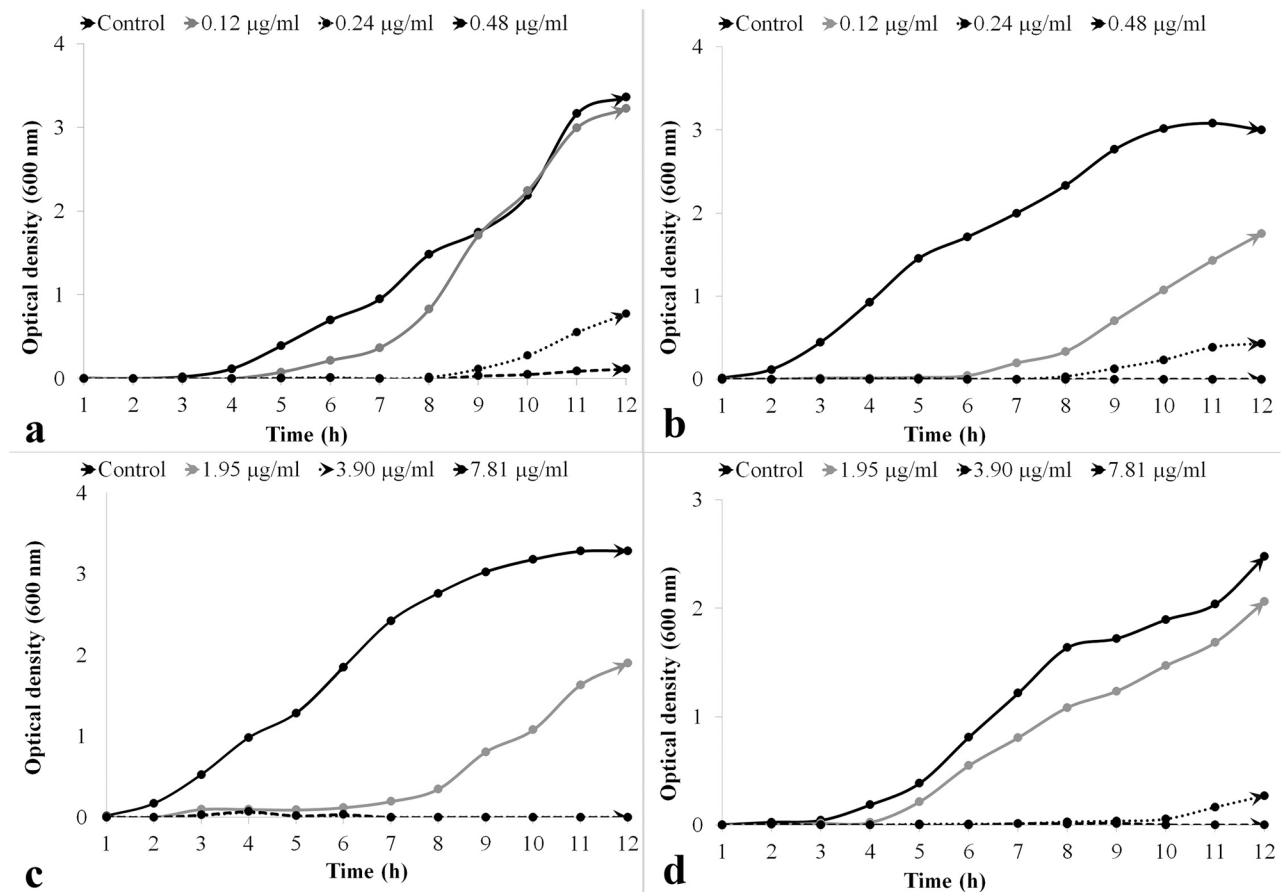 Control 0.12 μg/ml 0.24 μg/ml 0.48 μg/ml
4
3
2
1
0
Optical density (600 nm)
1 2 3 4 5 6 7 8 9 10 11 12
Time (h)
a
Control 0.12 μg/ml 0.24 μg/ml 0.48 μg/ml
4
3
2
1
0
Optical density (600 nm)
1 2 3 4 5 6 7 8 9 10 11 12
Time (h)
b
Control 1.95 μg/ml 3.90 μg/ml 7.81 μg/ml
4
3
2
1
0
Optical density (600 nm)
1 2 3 4 5 6 7 8 9 10 11 12
Time (h)
c
Control 1.95 μg/ml 3.90 μg/ml 7.81 μg/ml
3
2
1
0
Optical density (600 nm)
1 2 3 4 5 6 7 8 9 10 11 12
Time (h)
d